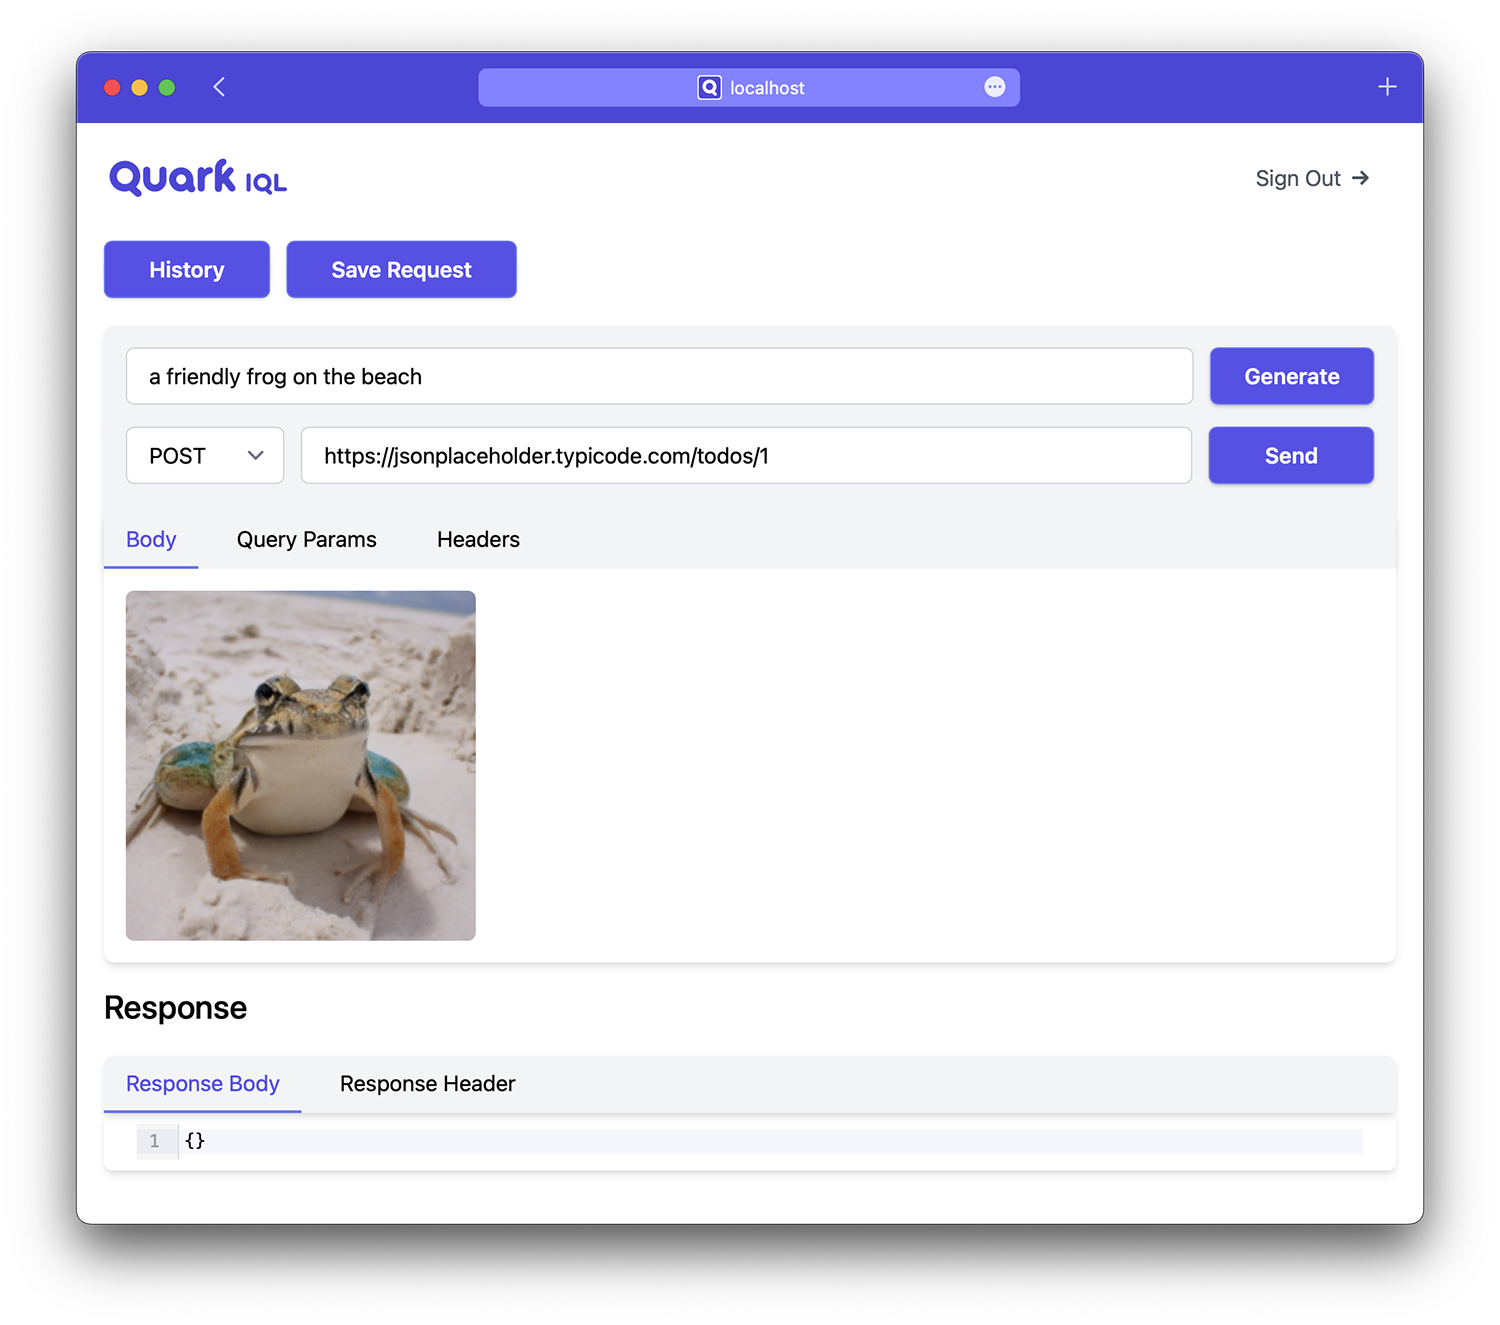 localhost
Quark IQL
Sign Out →
History
Save Request
a friendly frog on the beach
Generate
POST
https://jsonplaceholder.typicode.com/todos/1
Send
Body
Query Params
Headers
Response
Response Body
Response Header
1 {}